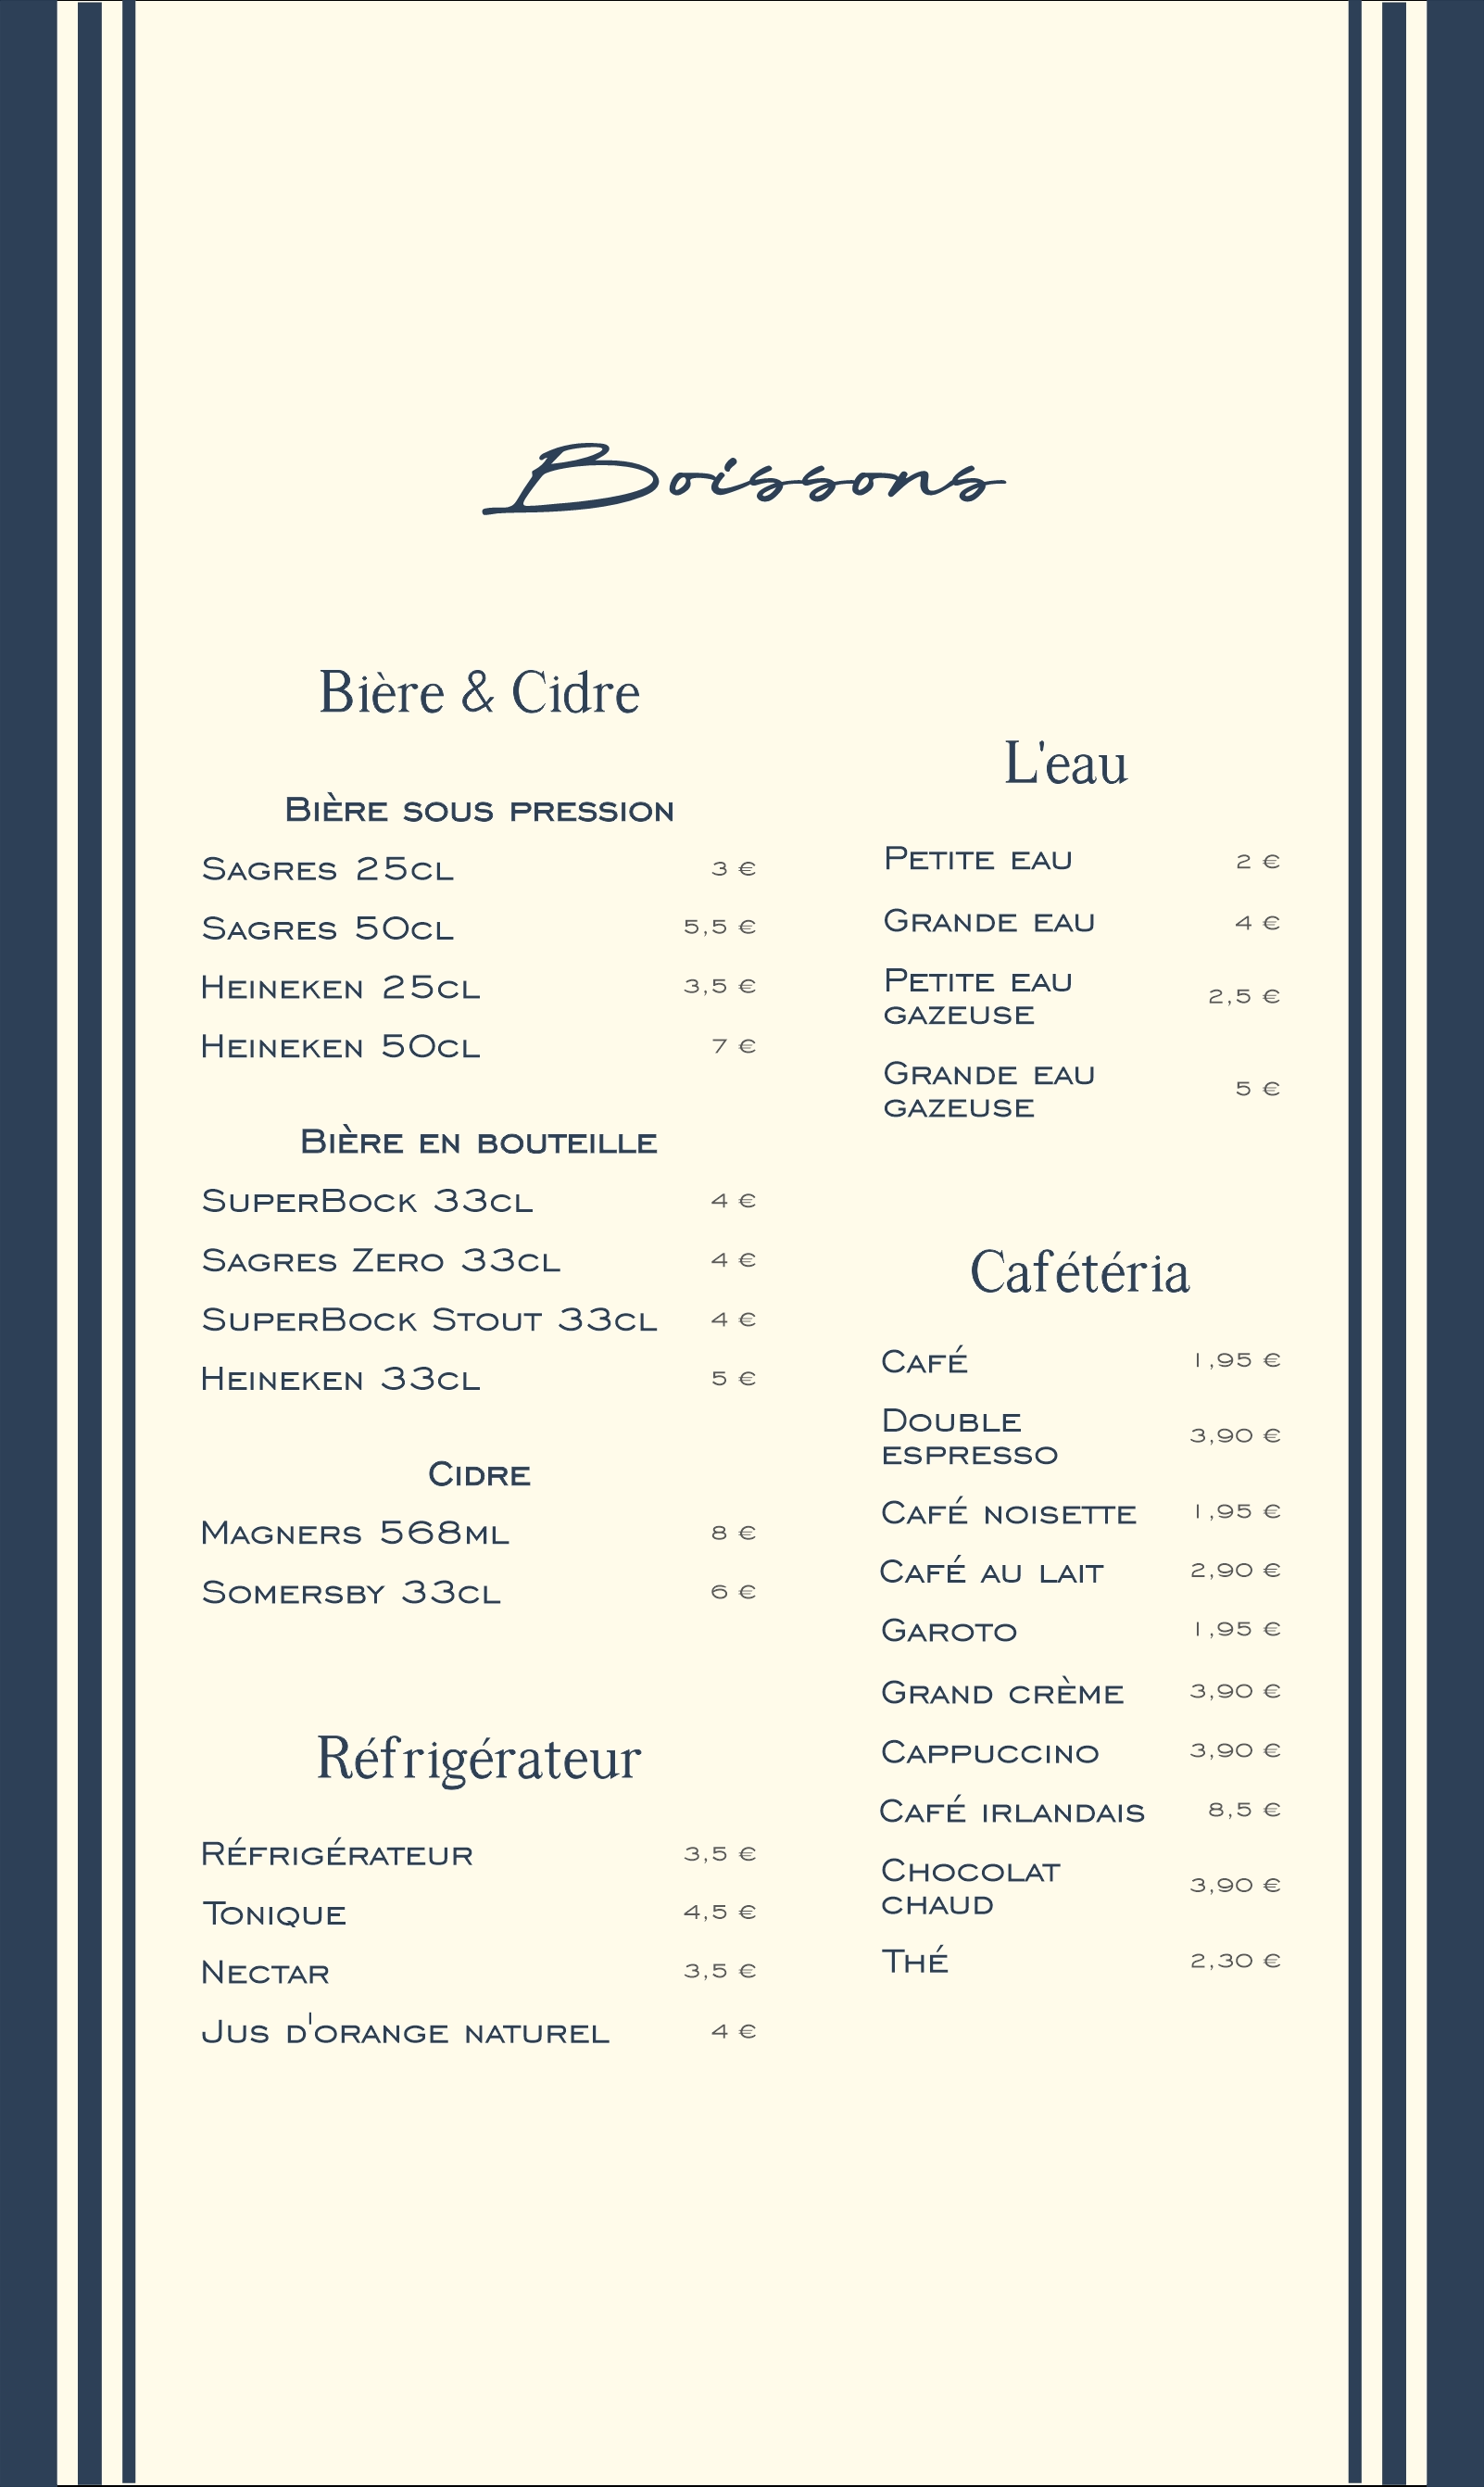 Boissons
Bière & Cidre
Bière sous pression
Sagres 25cl 3 €
Sagres 50cl 5,5 €
Heineken 25cl 3,5 €
Heineken 50cl 7 €
Bière en bouteille
SuperBock 33cl 4 €
Sagres Zero 33cl 4 €
SuperBock Stout 33cl 4 €
Heineken 33cl 5 €
Cidre
Magners 568ml 8 €
Somersby 33cl 6 €
Réfrigérateur
Réfrigérateur 3,5 €
Tonique 4,5 €
Nectar 3,5 €
Jus d'orange naturel 4 €
L'eau
Petite eau 2 €
Grande eau 4 €
Petite eau
gazeuse 2,5 €
Grande eau
gazeuse 5 €
Cafétéria
Café 1,95 €
Double
espresso 3,90 €
Café noisette 1,95 €
Café au lait 2,90 €
Garoto 1,95 €
Grand crème 3,90 €
Cappuccino 3,90 €
Café irlandais 8,5 €
Chocolat
chaud 3,90 €
Thé 2,30 €